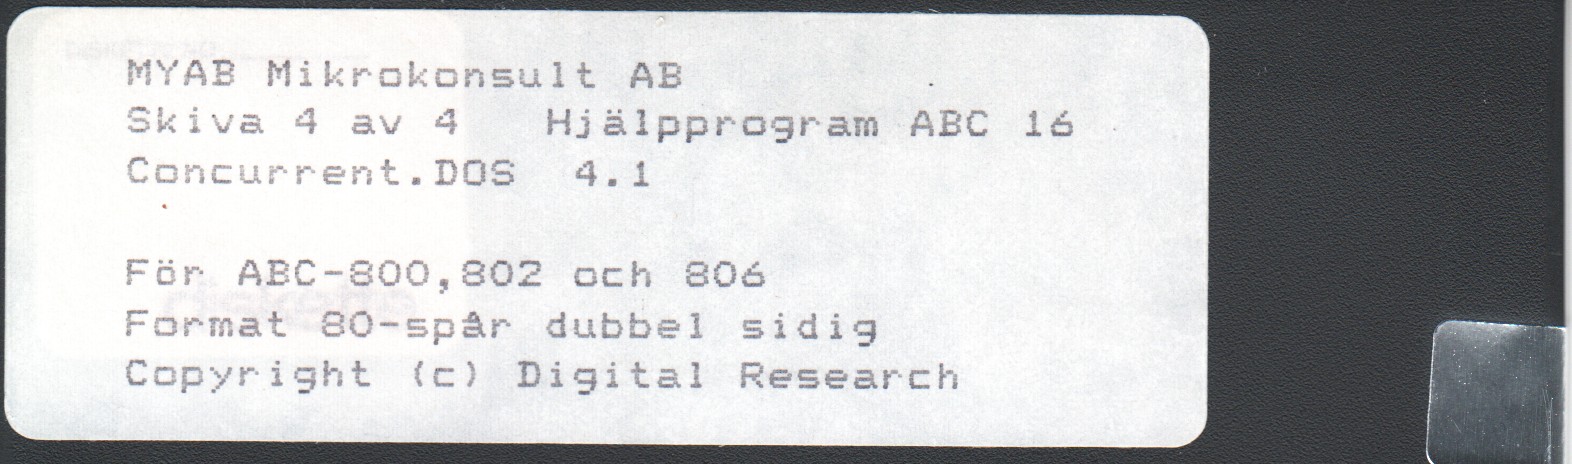 MYAB Mikrokonsult AB
Skiva 4 av 4   Hjälpprogram ABC 16
Concurrent.DOS  4.1
För ABC-800,802 och 806
Format 80-spår dubbel sidig
Copyright (c) Digital Research